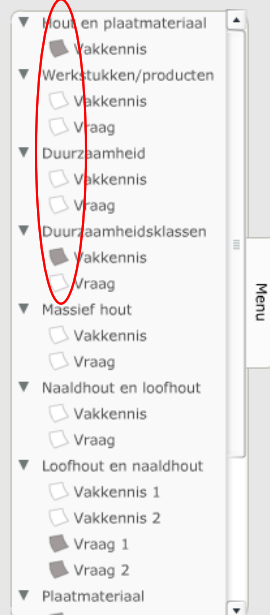 Hout en plaatmateriaal
Vakkennis
Werkstukken/producten
Vakkennis
Vraag
Duurzaamheid
Vakkennis
Vraag
Duurzaamheidsklassen
Vakkennis
Vraag
Massief hout
Vakkennis
Vraag
Naaldhout en loofhout
Vakkennis
Vraag
Loofhout en naaldhout
Vakkennis 1
Vakkennis 2
Vraag 1
Vraag 2
Plaatmateriaal
Menu